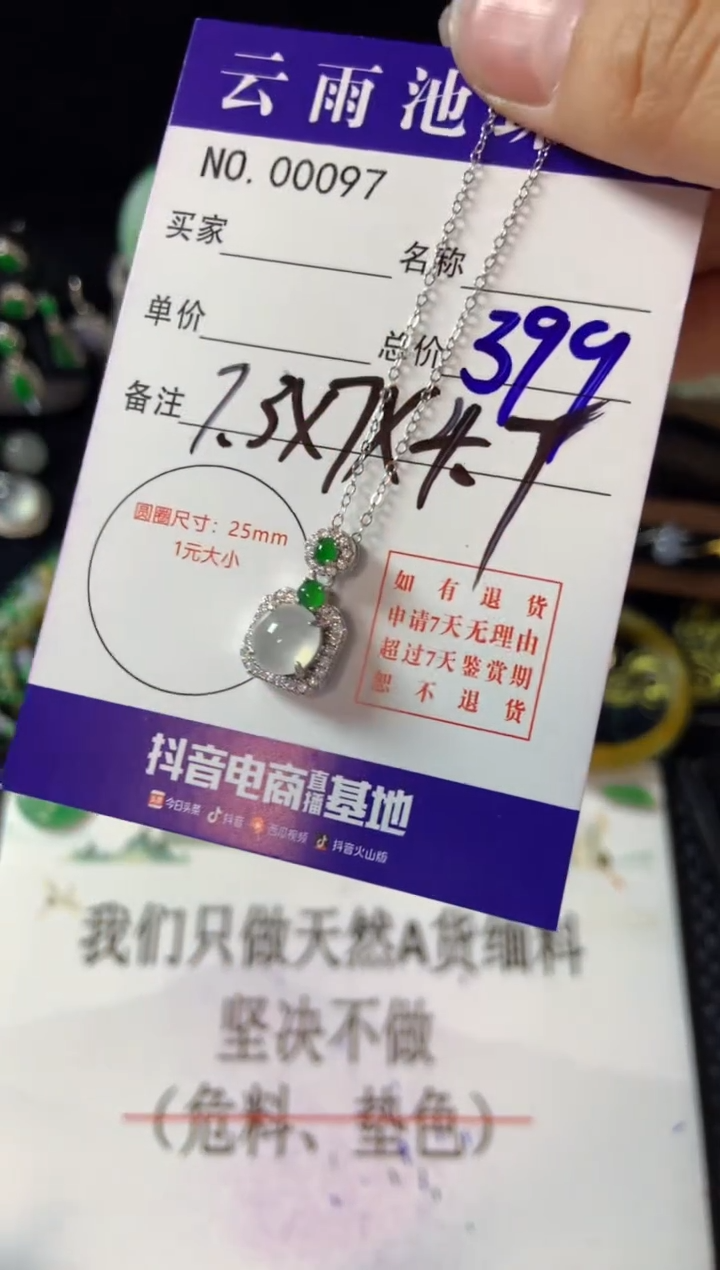 云雨池
NO. 00097
买家
名称
单价
总价 399
备注 7.3X7X4.7
圆圈尺寸：25mm
1元大小
如有退货
申请7天无理由
超过7天鉴赏期
恕不退货
抖音电商直播基地
今日头条 抖音 西瓜视频 抖音火山版
我们只做天然A货细料
坚决不做
（危料、垫色）